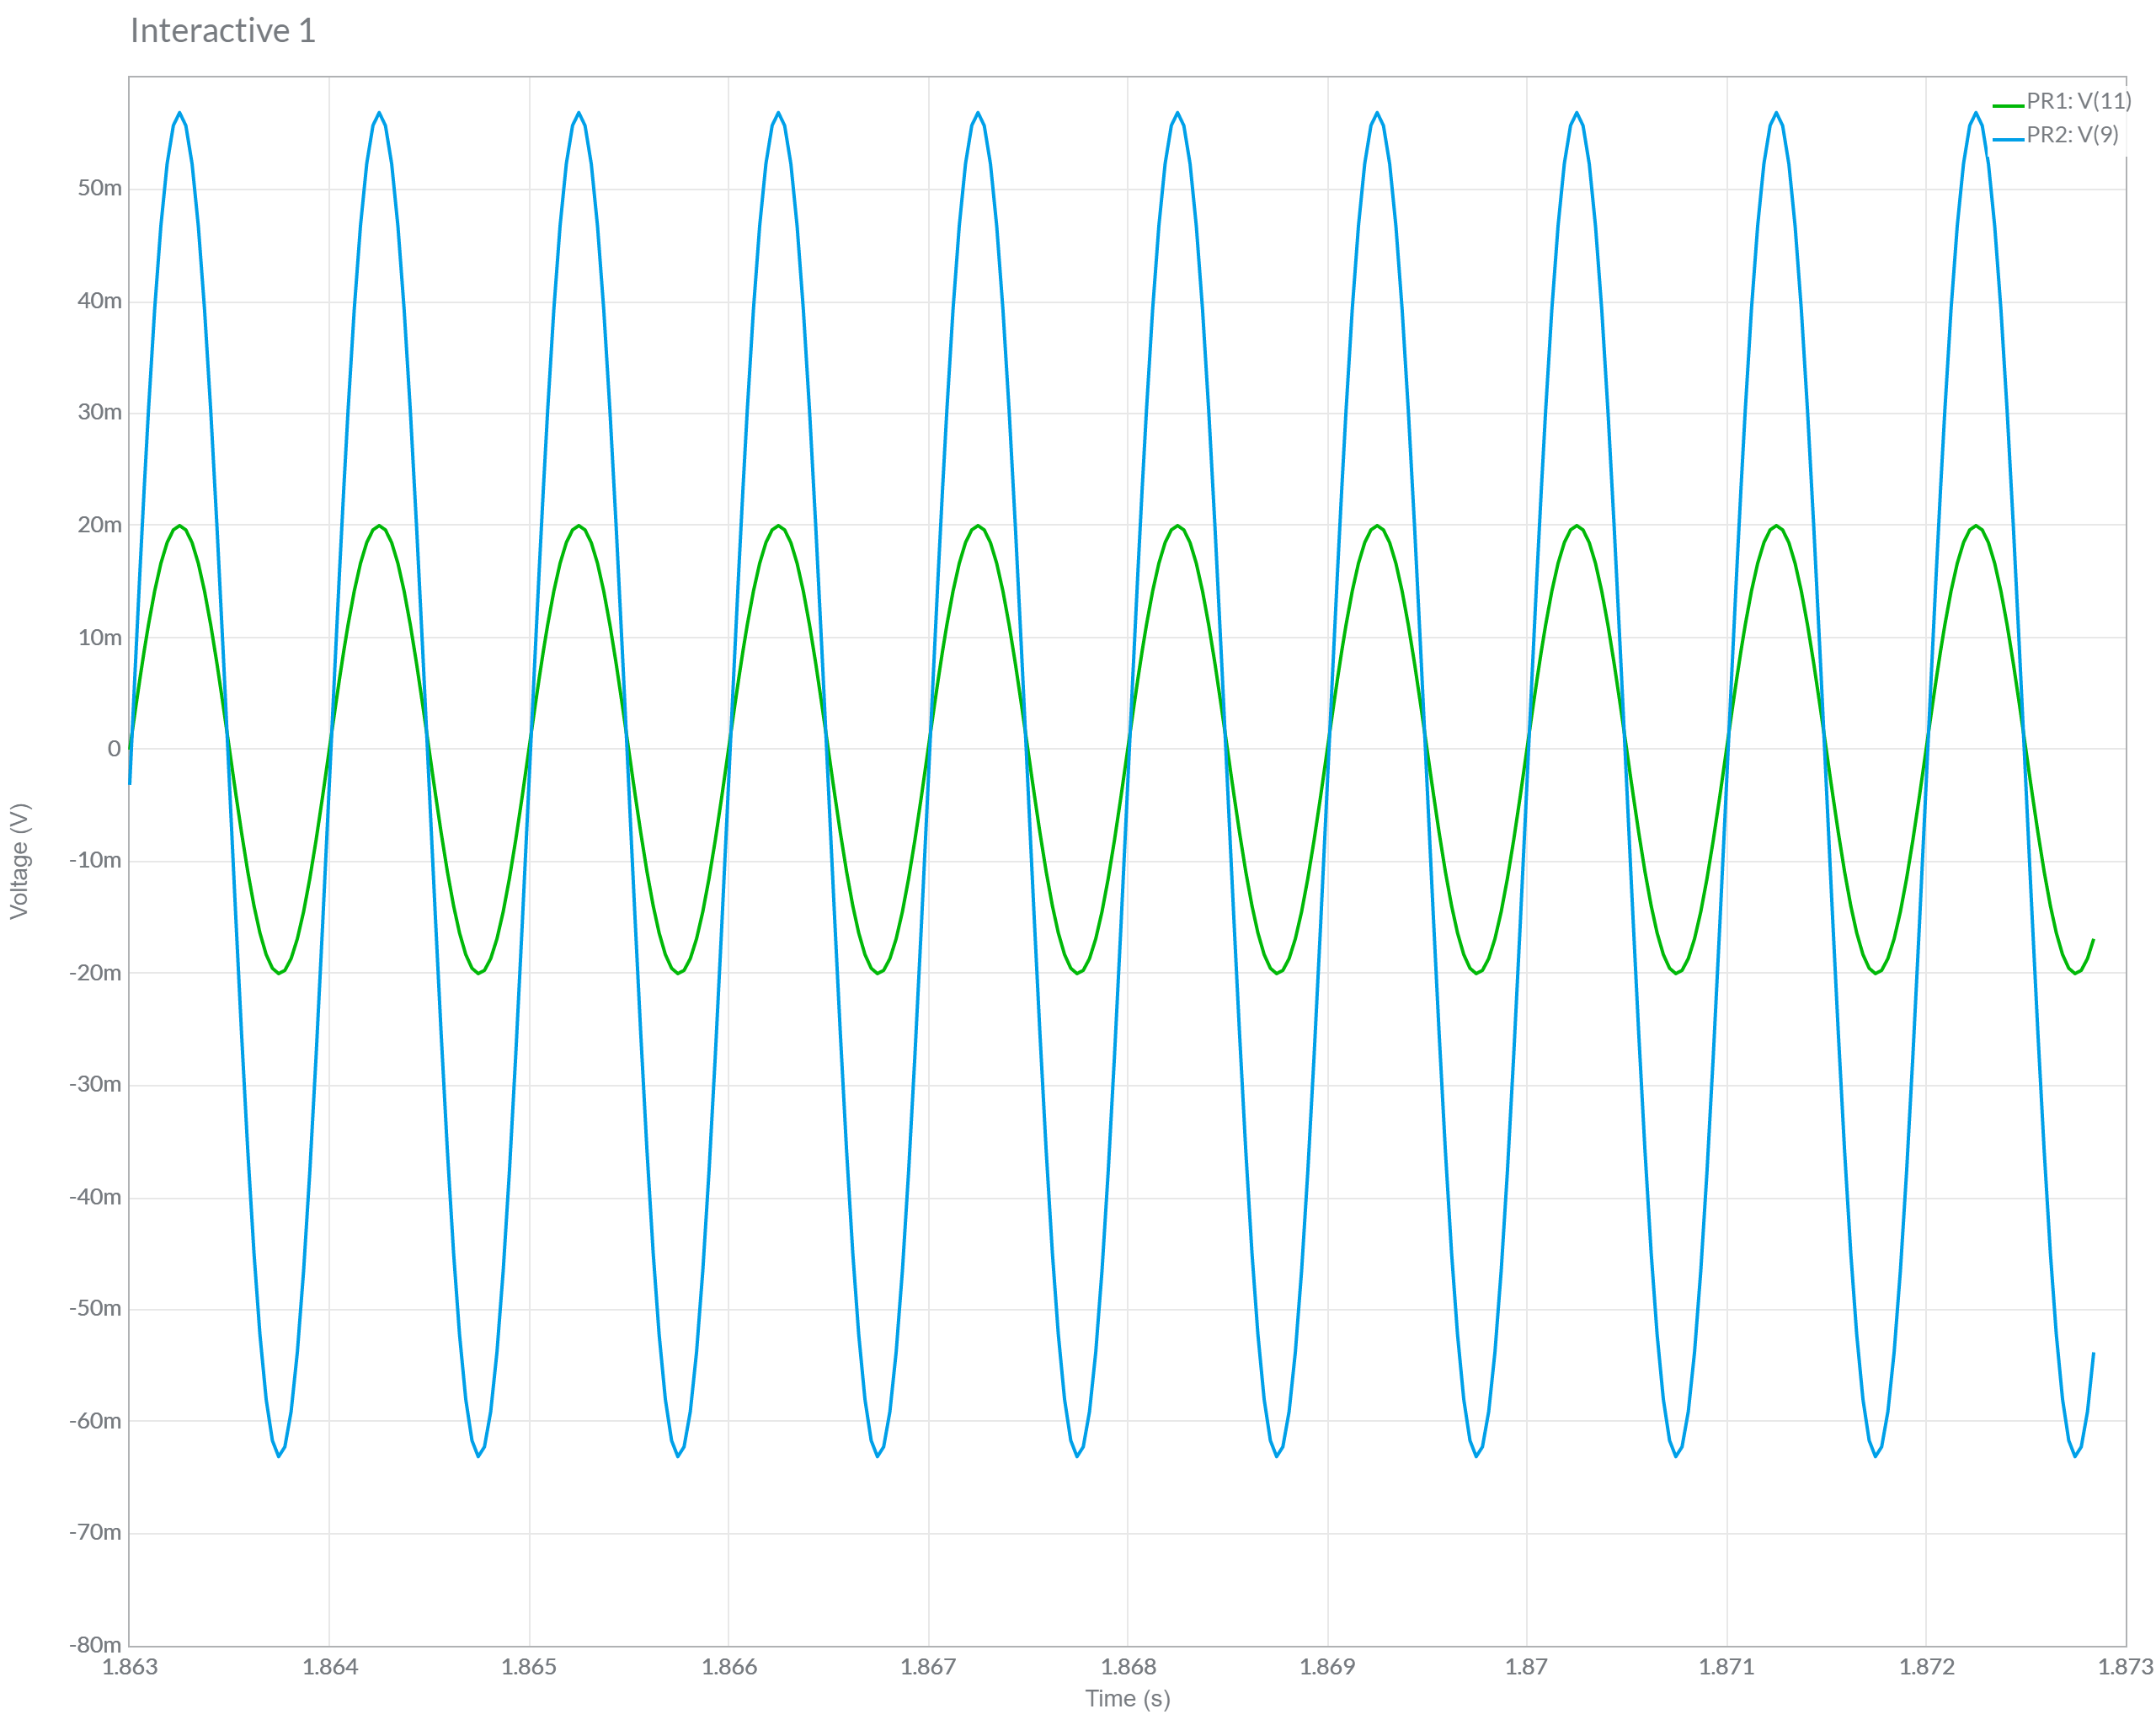 Interactive 1
PR1: V(11)
PR2: V(9)
50m
40m
30m
20m
10m
0
-10m
-20m
-30m
-40m
-50m
-60m
-70m
-80m
Voltage (V)
1.863 1.864 1.865 1.866 1.867 1.868 1.869 1.87 1.871 1.872 1.873
Time (s)